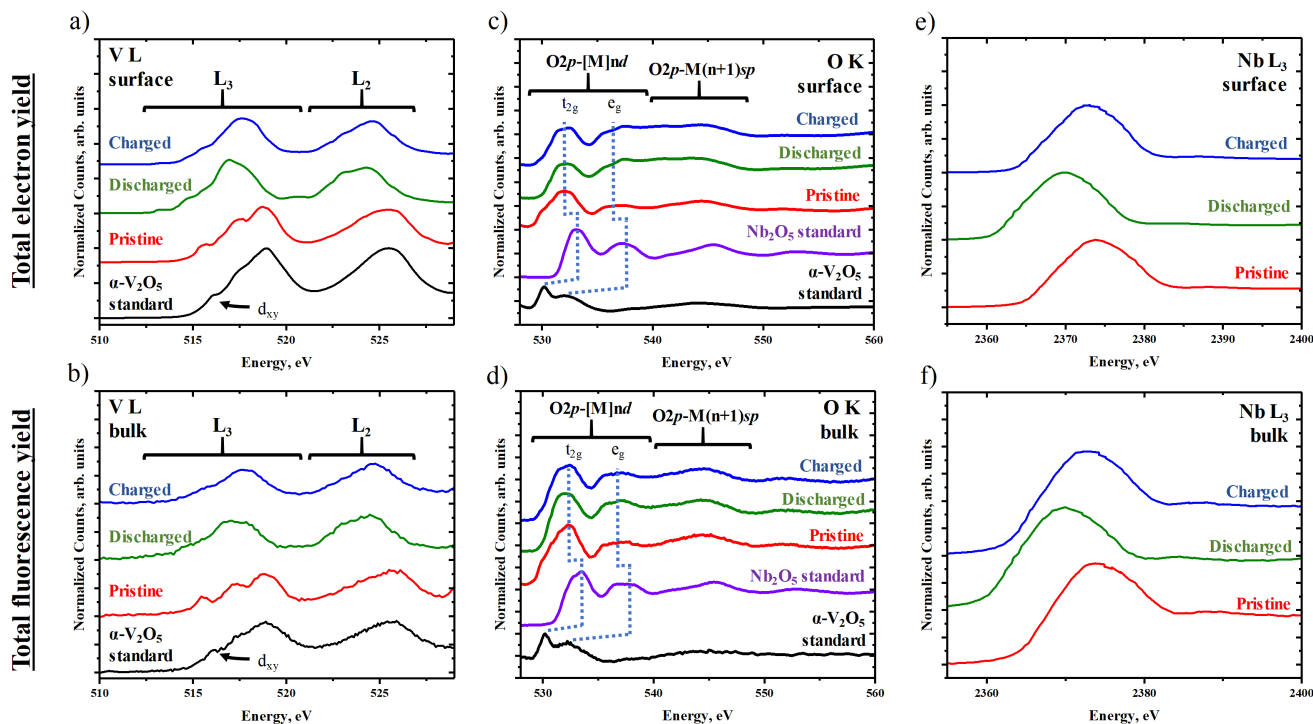 Total electron yield
a)
V L
surface
L3
L2
Charged
Discharged
Pristine
α-V2O5
standard
dxy
Normalized Counts, arb. units
510 515 520 525
Energy, eV
c)
O2p-[M]nd
O2p-M(n+1)sp
O K
surface
t2g
eg
Charged
Discharged
Pristine
Nb2O5 standard
α-V2O5
standard
Normalized Counts, arb. units
530 540 550 560
Energy, eV
e)
Nb L3
surface
Charged
Discharged
Pristine
Normalized Counts, arb. units
2360 2370 2380 2390 2400
Energy, eV
Total fluorescence yield
b)
V L
bulk
L3
L2
Charged
Discharged
Pristine
α-V2O5
standard
dxy
Normalized Counts, arb. units
510 515 520 525
Energy, eV
d)
O2p-[M]nd
O2p-M(n+1)sp
O K
bulk
t2g
eg
Charged
Discharged
Pristine
Nb2O5 standard
α-V2O5
standard
Normalized Counts, arb. units
530 540 550 560
Energy, eV
f)
Nb L3
bulk
Charged
Discharged
Pristine
Normalized Counts, arb. units
2360 2380 2400
Energy, eV